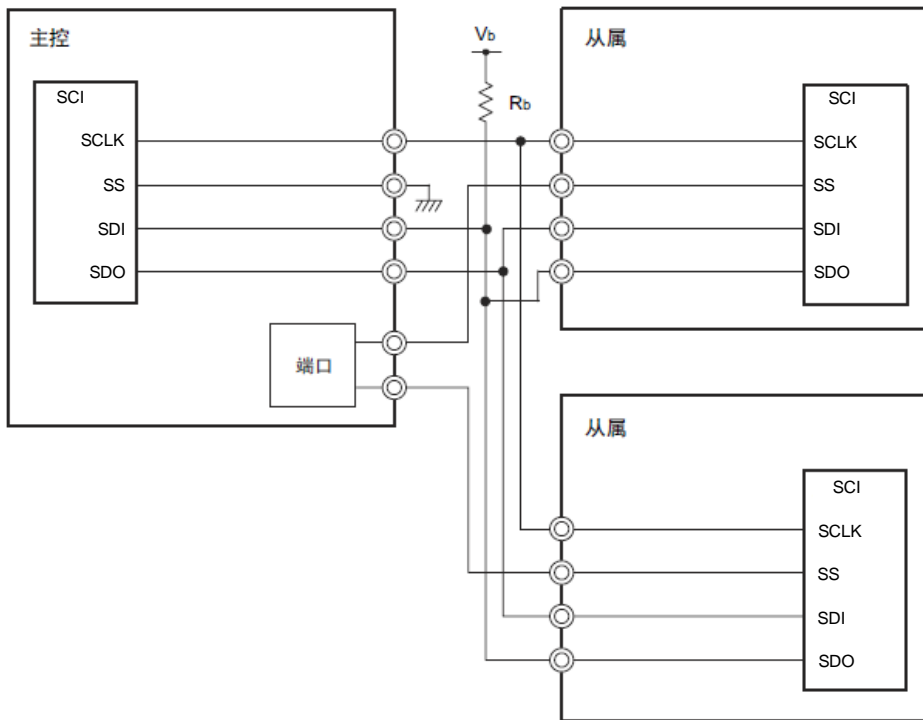 主控
SCI
SCLK
SS
SDI
SDO
端口
Vb
Rb
从属
SCI
SCLK
SS
SDI
SDO
从属
SCI
SCLK
SS
SDI
SDO